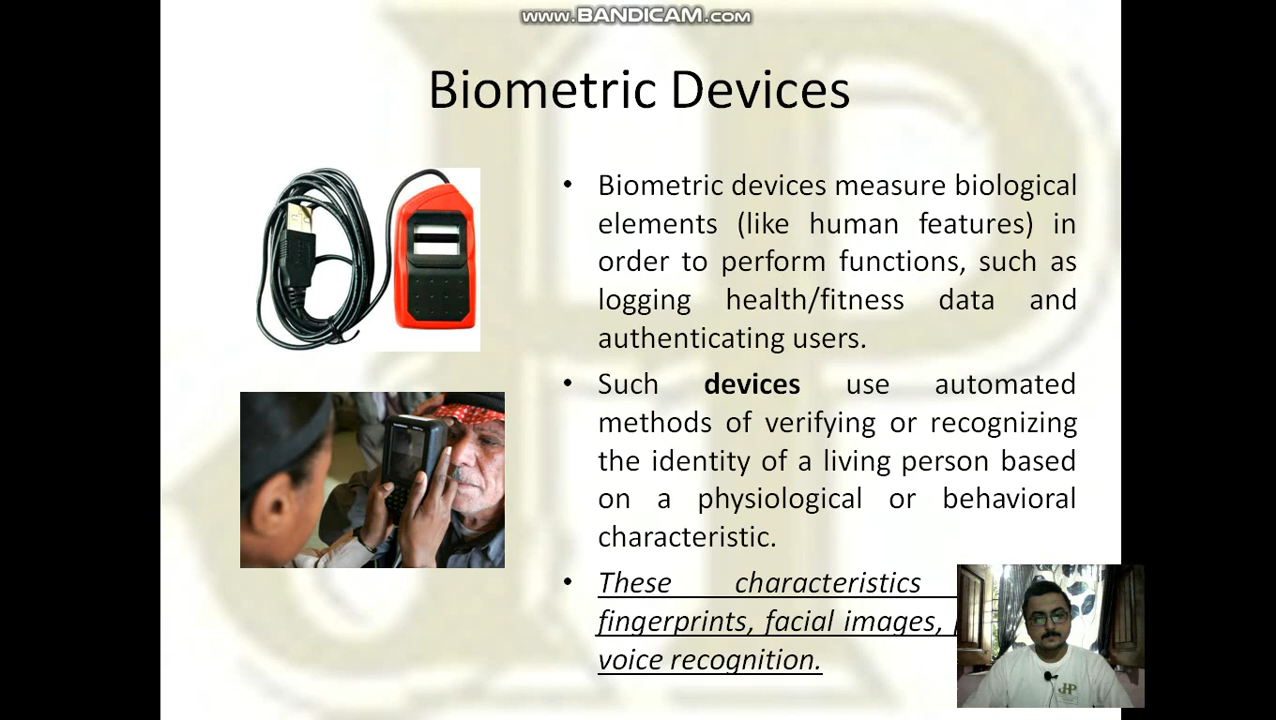 www.BANDICAM.com
Biometric Devices
• Biometric devices measure biological
elements (like human features) in
order to perform functions, such as
logging health/fitness data and
authenticating users.
• Such devices use automated
methods of verifying or recognizing
the identity of a living person based
on a physiological or behavioral
characteristic.
• These characteristics
fingerprints, facial images,
voice recognition.
JHP